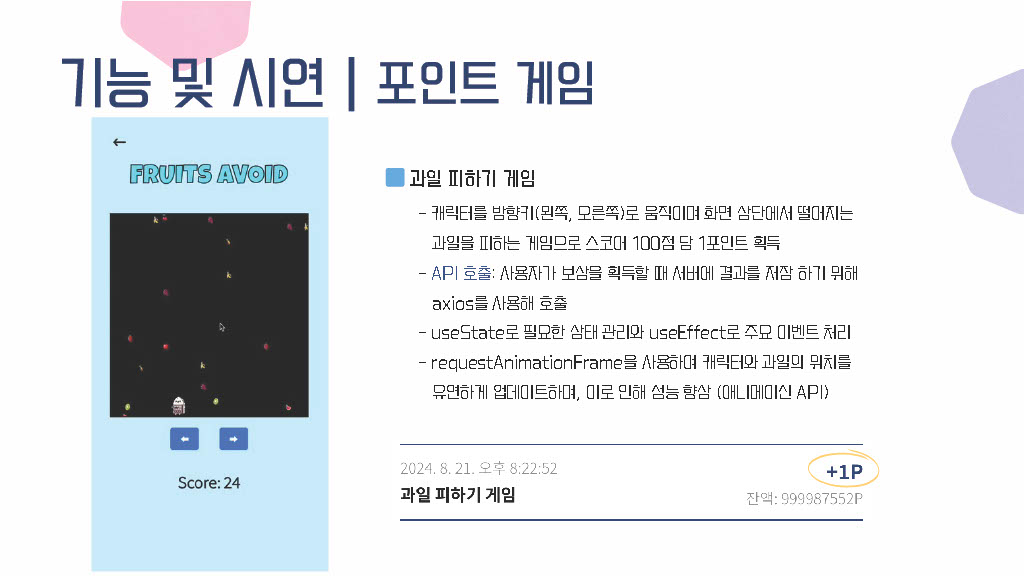 기능 및 시연 | 포인트 게임
←
FRUITS AVOID
Score: 24
과일 피하기 게임
- 캐릭터를 방향키(왼쪽, 오른쪽)로 움직이며 화면 상단에서 떨어지는
과일을 피하는 게임으로 스코어 100점 당 1포인트 획득
- API 호출: 사용자가 보상을 획득할 때 서버에 결과를 저장 하기 위해
axios를 사용해 호출
- useState로 필요한 상태 관리와 useEffect로 주요 이벤트 처리
- requestAnimationFrame을 사용하여 캐릭터와 과일의 위치를
유연하게 업데이트하며, 이로 인해 성능 향상 (애니메이션 API)
2024. 8. 21. 오후 8:22:52
+1P
과일 피하기 게임
잔액: 999987552P